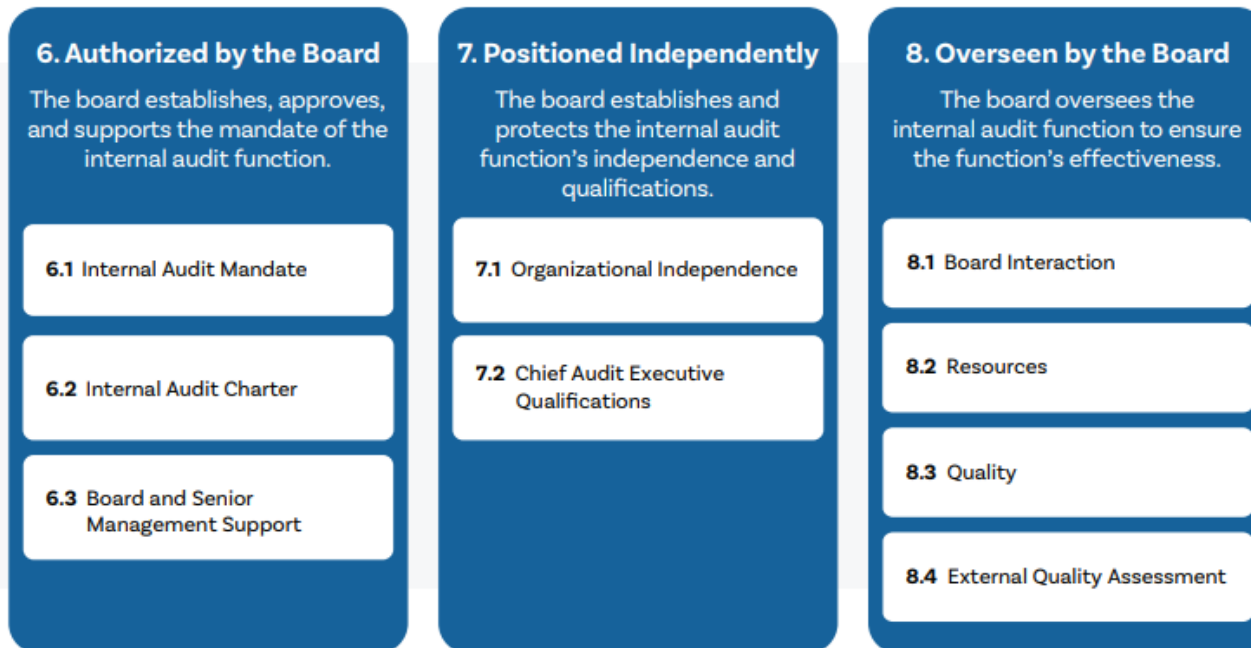 6. Authorized by the Board
The board establishes, approves,
and supports the mandate of the
internal audit function.
6.1 Internal Audit Mandate
6.2 Internal Audit Charter
6.3 Board and Senior
Management Support
7. Positioned Independently
The board establishes and
protects the internal audit
function’s independence and
qualifications.
7.1 Organizational Independence
7.2 Chief Audit Executive
Qualifications
8. Overseen by the Board
The board oversees the
internal audit function to ensure
the function’s effectiveness.
8.1 Board Interaction
8.2 Resources
8.3 Quality
8.4 External Quality Assessment